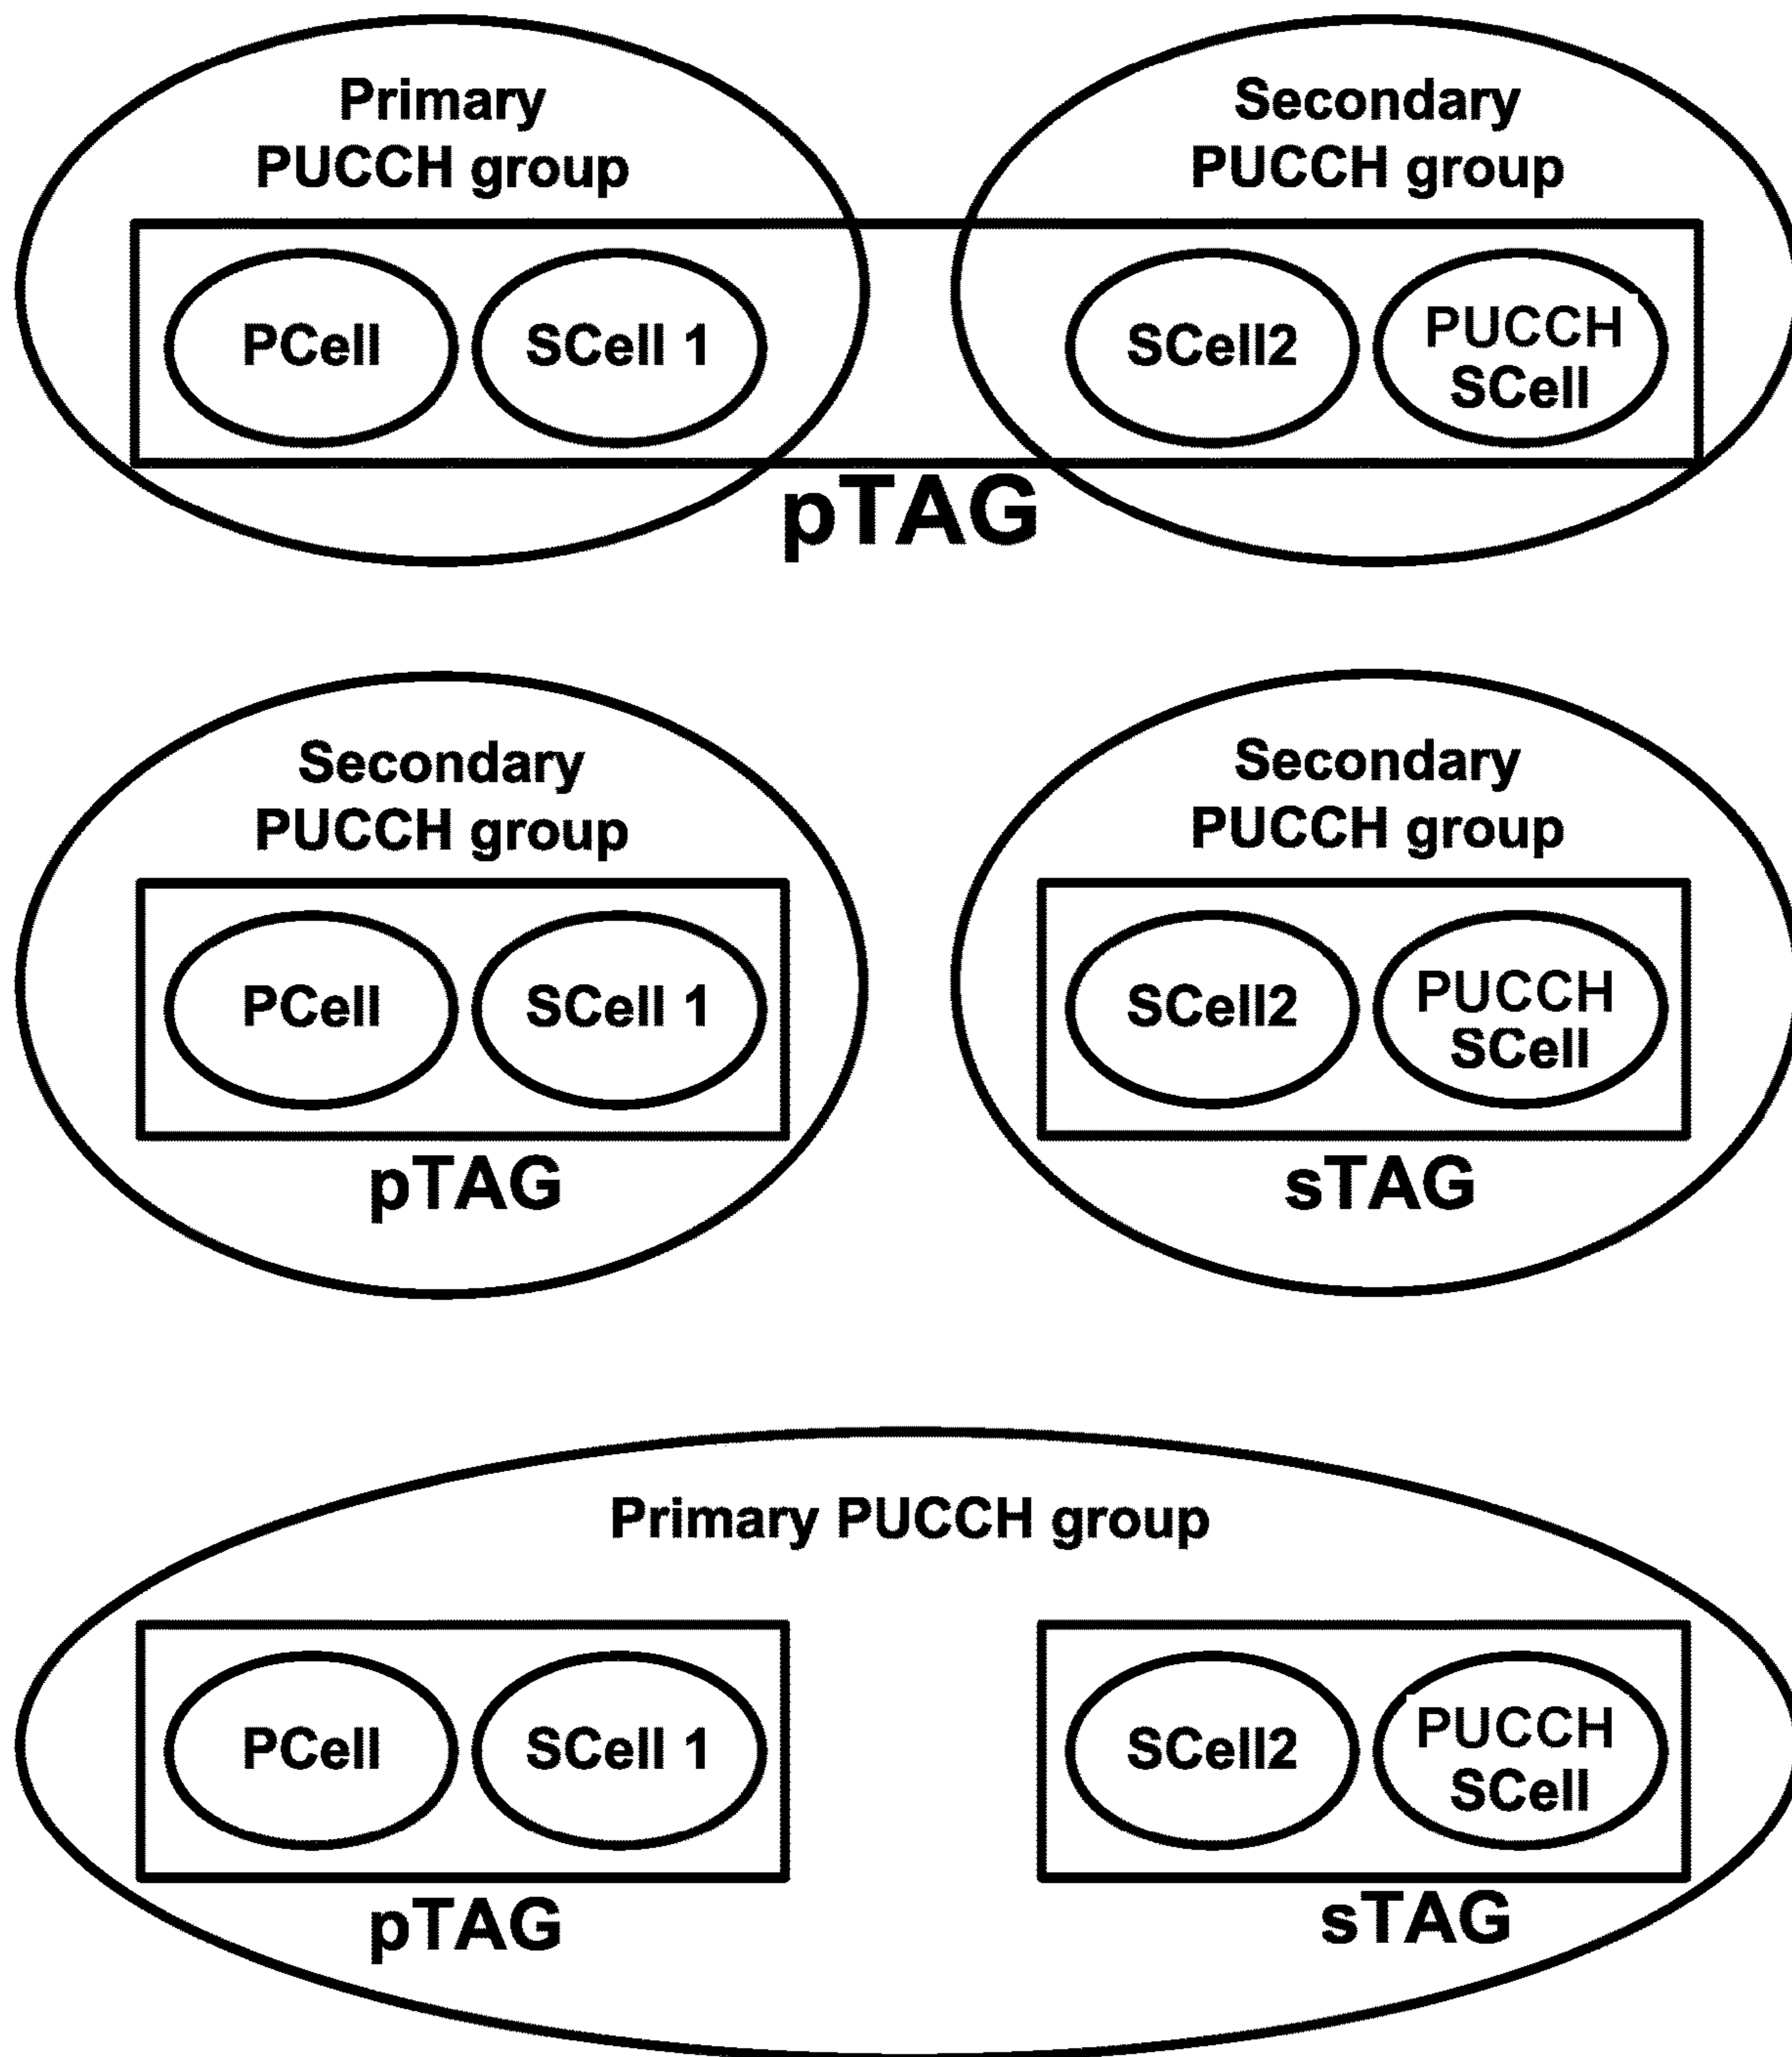 Primary
PUCCH group
Secondary
PUCCH group
PCell
SCell 1
SCell2
PUCCH
SCell
pTAG
Secondary
PUCCH group
Secondary
PUCCH group
PCell
SCell 1
SCell2
PUCCH
SCell
pTAG
sTAG
Primary PUCCH group
PCell
SCell 1
SCell2
PUCCH
SCell
pTAG
sTAG